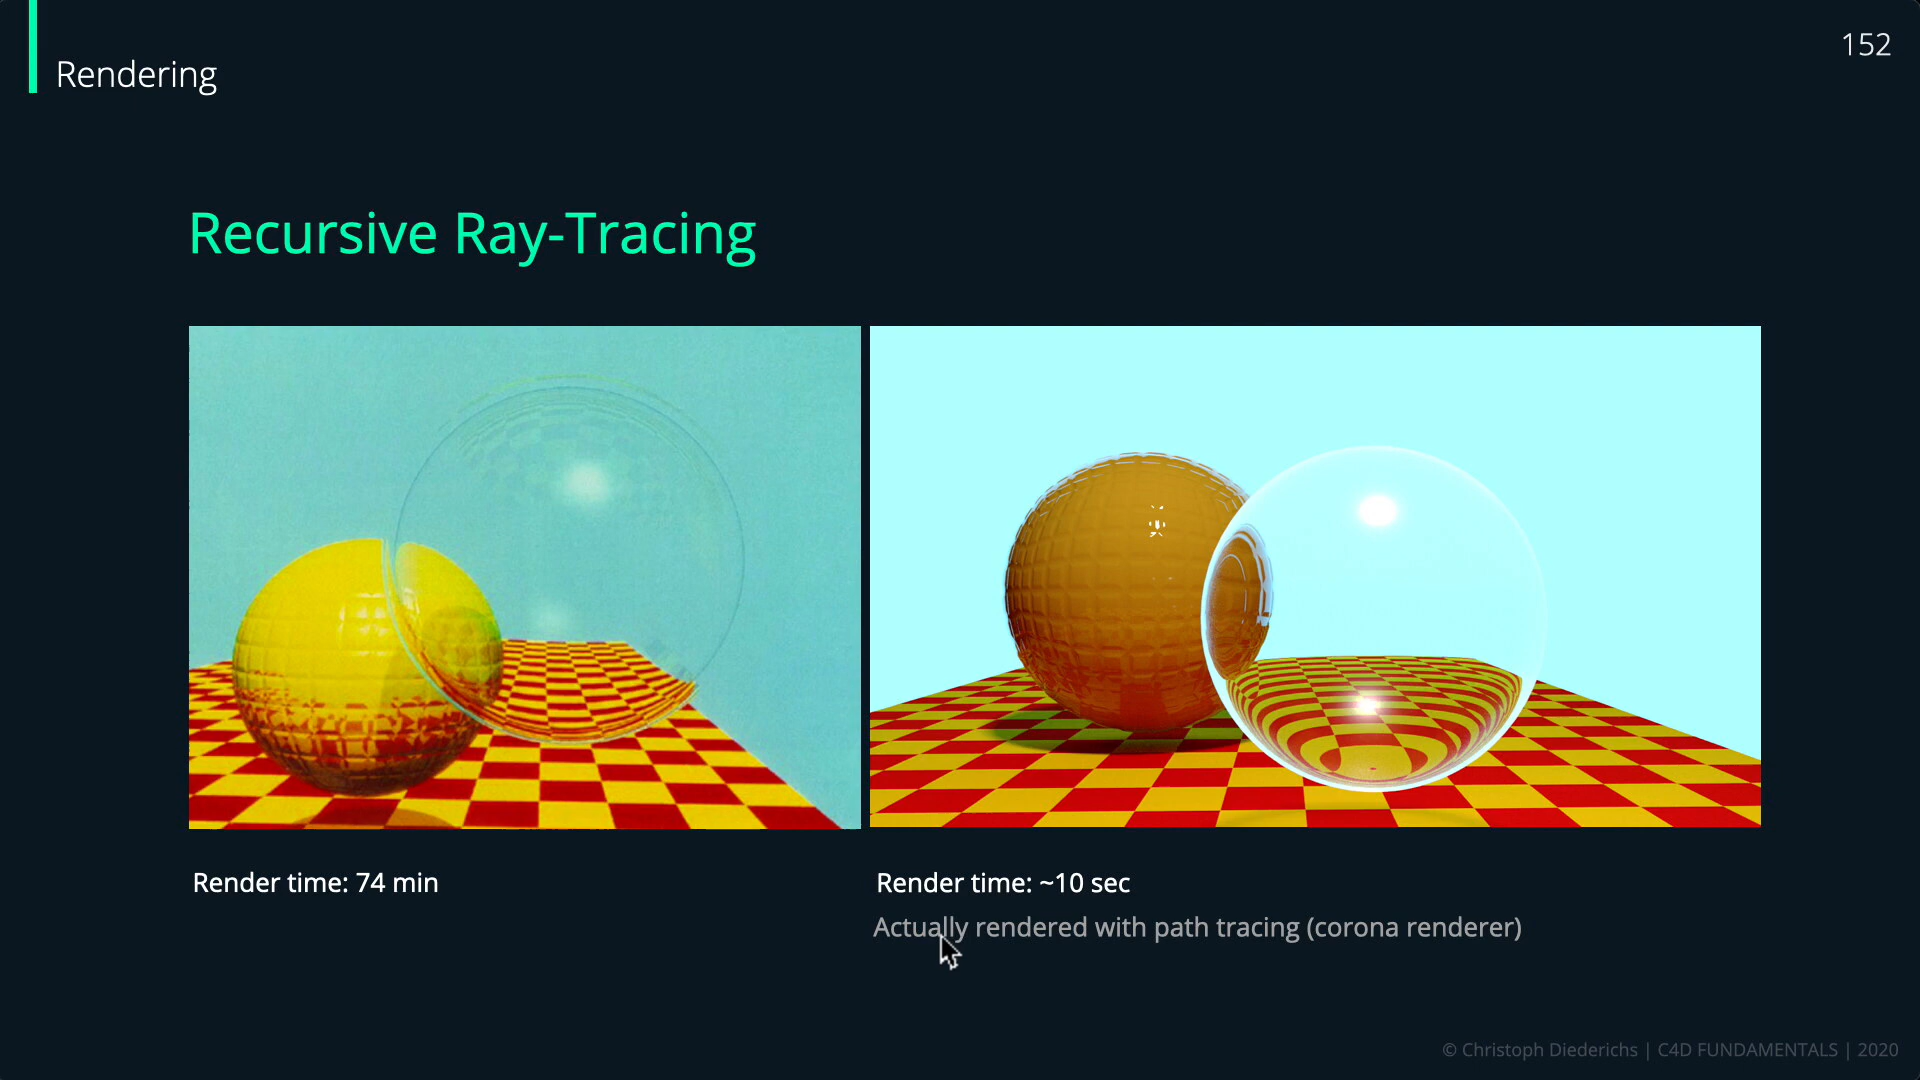 Rendering
152
Recursive Ray-Tracing
Render time: 74 min
Render time: ~10 sec
Actually rendered with path tracing (corona renderer)
© Christoph Diederichs | C4D FUNDAMENTALS | 2020